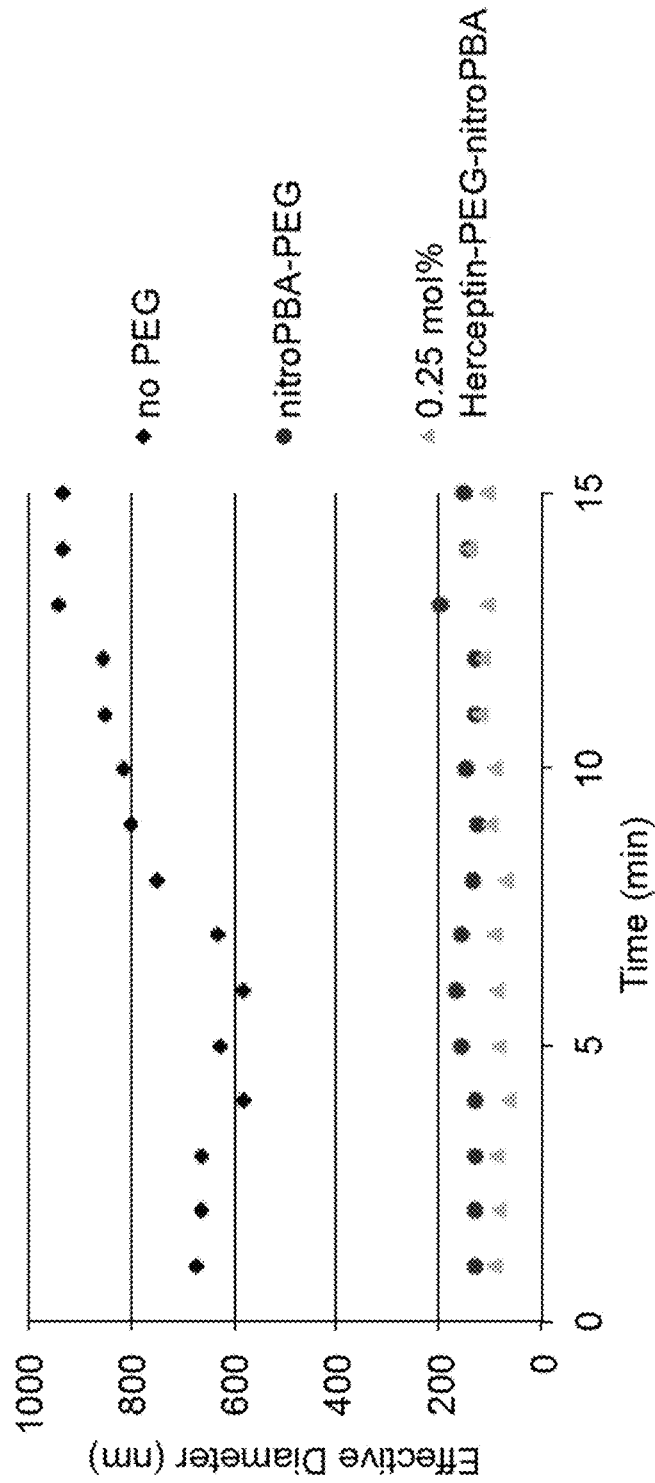 1000
800
600
400
200
0
Effective Diameter (nm)
0
5
10
15
Time (min)
no PEG
nitroPBA-PEG
0.25 mol%
Herceptin-PEG-nitroPBA